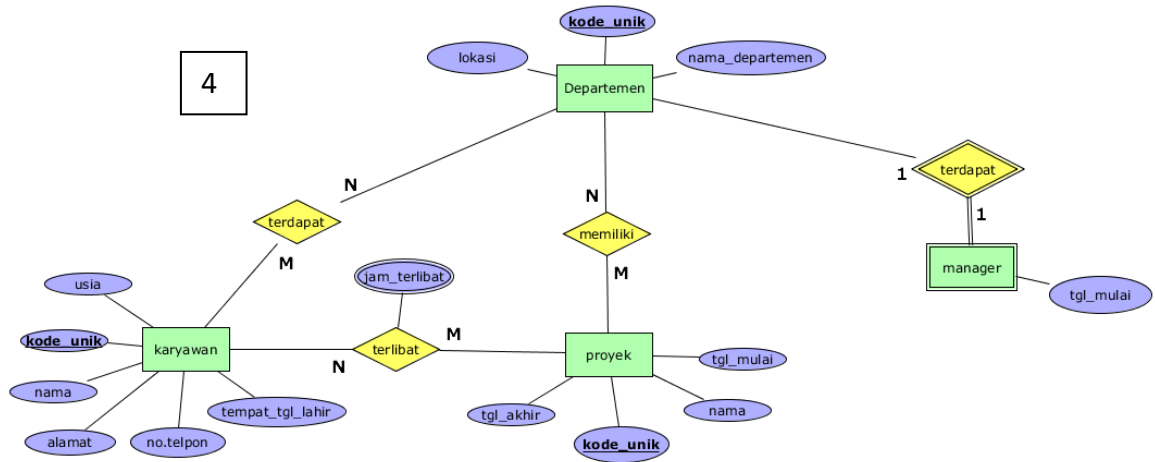 kode_unik
lokasi
nama_departemen
4
Departemen
1
terdapat
N
N
1
terdapat
memiliki
M
M
manager
jam_terlibat
usia
tgl_mulai
kode_unik
karyawan
M
terlibat
N
proyek
tgl_mulai
nama
tempat_tgl_lahir
tgl_akhir
nama
alamat
no.telpon
kode_unik